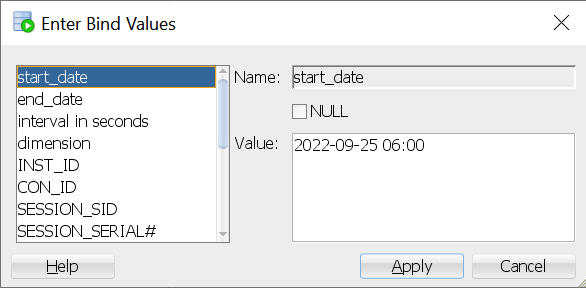 Enter Bind Values
start_date
end_date
interval in seconds
dimension
INST_ID
CON_ID
SESSION_SID
SESSION_SERIAL#
Name: start_date
NULL
Value: 2022-09-25 06:00
Help
Apply
Cancel